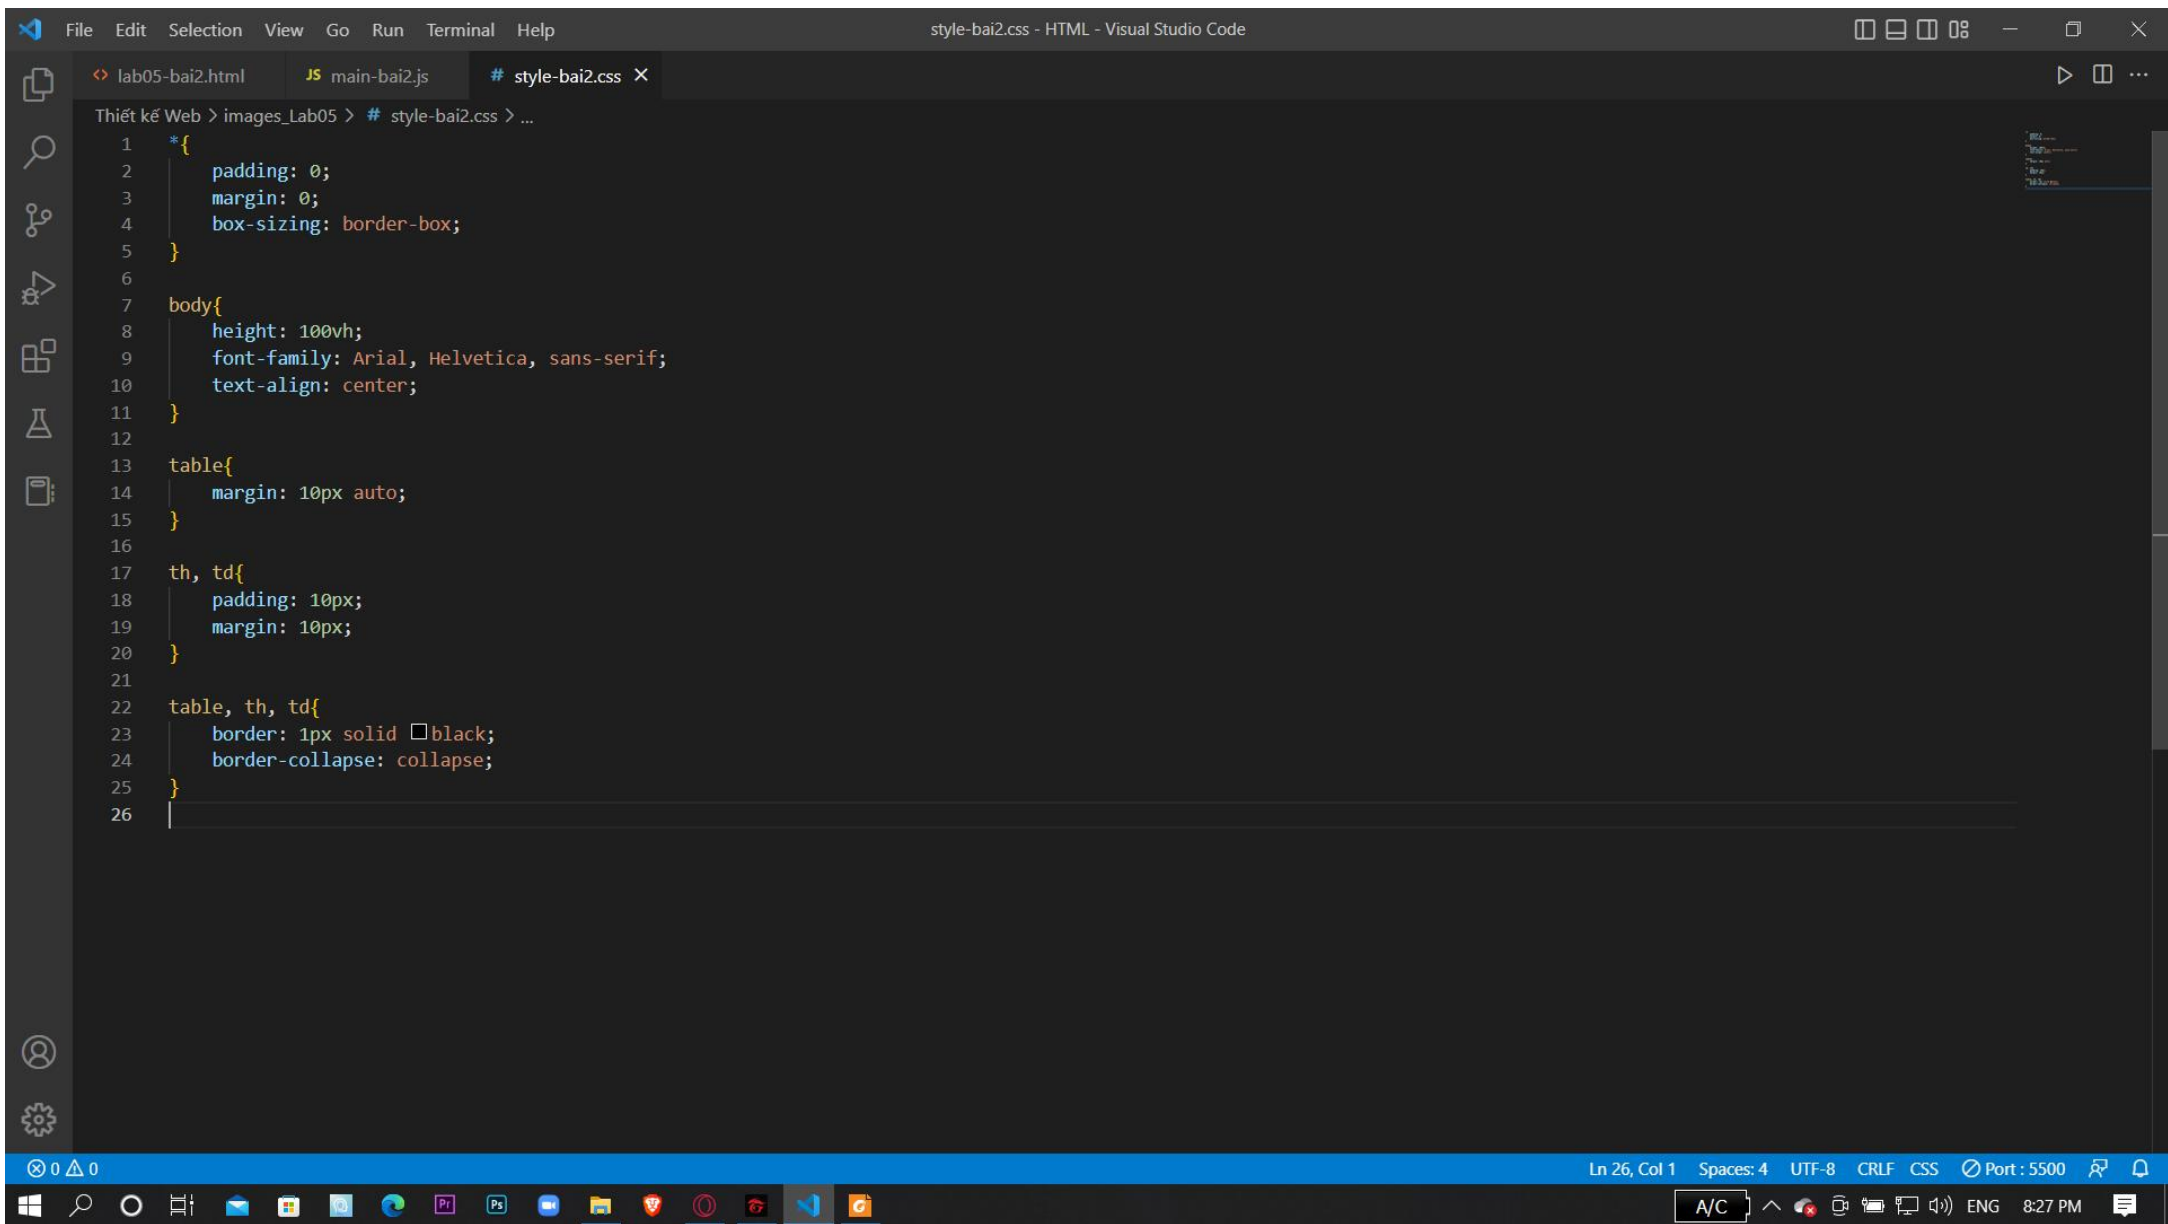 File Edit Selection View Go Run Terminal Help
style-bai2.css - HTML - Visual Studio Code
lab05-bai2.html
JS main-bai2.js
# style-bai2.css
Thiết kế Web > images_Lab05 > # style-bai2.css > ...
1 *{
2 padding: 0;
3 margin: 0;
4 box-sizing: border-box;
5 }
6
7 body{
8 height: 100vh;
9 font-family: Arial, Helvetica, sans-serif;
10 text-align: center;
11 }
12
13 table{
14 margin: 10px auto;
15 }
16
17 th, td{
18 padding: 10px;
19 margin: 10px;
20 }
21
22 table, th, td{
23 border: 1px solid black;
24 border-collapse: collapse;
25 }
26
0 0
Ln 26, Col 1 Spaces: 4 UTF-8 CRLF CSS Port : 5500
Pr Ps
A/C ENG 8:27 PM